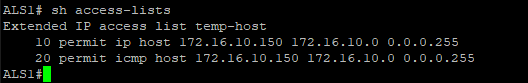 ALS1# sh access-lists
Extended IP access list temp-host
    10 permit ip host 172.16.10.150 172.16.10.0 0.0.0.255
    20 permit icmp host 172.16.10.150 172.16.10.0 0.0.0.255
ALS1#